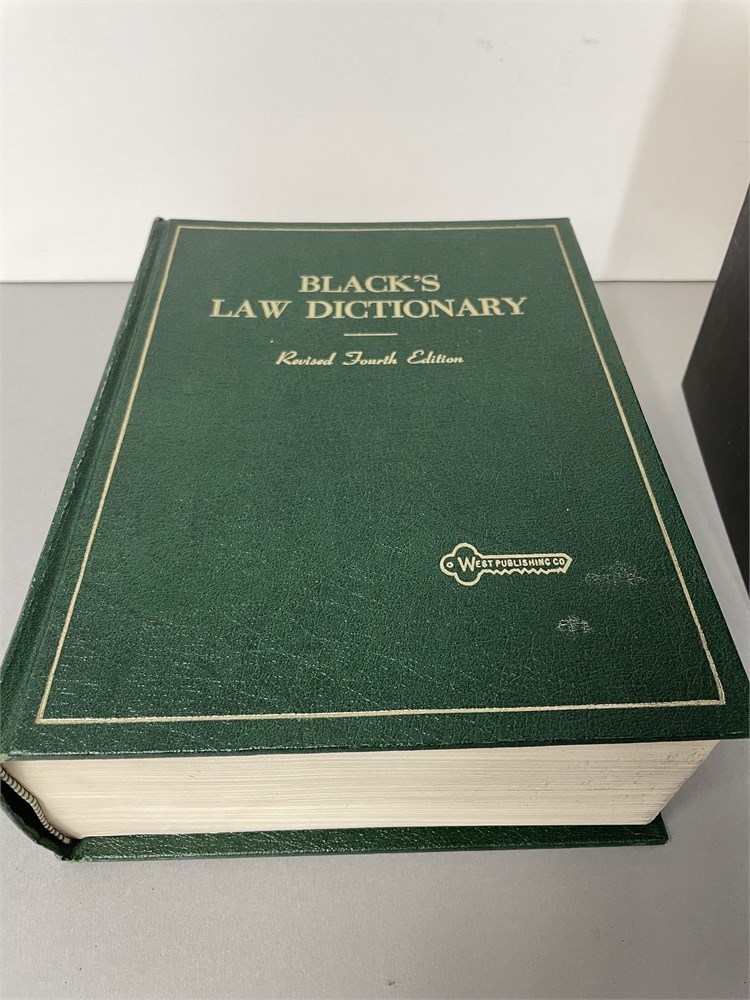 BLACK'S
LAW DICTIONARY
Revised Fourth Edition
WEST PUBLISHING CO